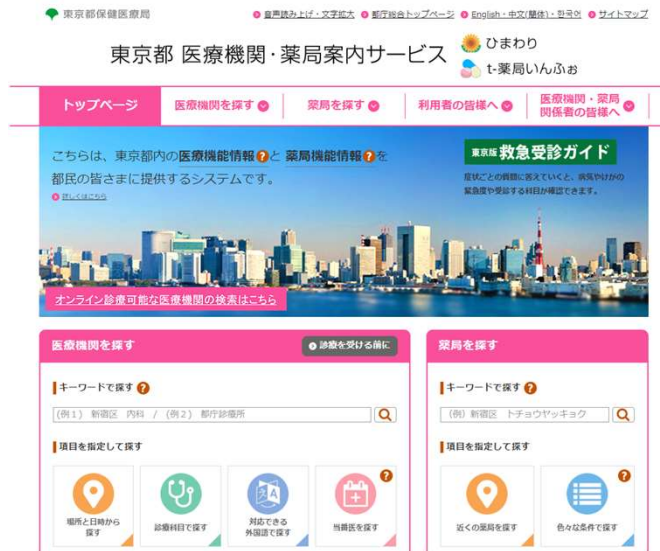 東京都保健医療局
音声読み上げ・文字拡大 都庁総合トップページ English・中文(簡体)・한국어 サイトマップ
東京都 医療機関・薬局案内サービス
ひまわり
t-薬局いんふぉ
トップページ
医療機関を探す
薬局を探す
利用者の皆様へ
医療機関・薬局
関係者の皆様へ
こちらは、東京都内の医療機能情報?と 薬局機能情報?を
都民の皆さまに提供するシステムです。
詳しくはこちら
東京版 救急受診ガイド
症状ごとの質問に答えていくと、病気やけがの
緊急度や受診する科目が確認できます。
オンライン診療可能な医療機関の検索はこちら
医療機関を探す
診療を受ける前に
キーワードで探す ?
(例1) 新宿区 内科 / (例2) 都庁診療所
項目を指定して探す
場所と日時から
探す
診療科目で探す
対応できる
外国語で探す
?
当番医を探す
薬局を探す
キーワードで探す ?
(例) 新宿区 トチョウヤッキョク
項目を指定して探す
近くの薬局を探す
?
色々な条件で探す